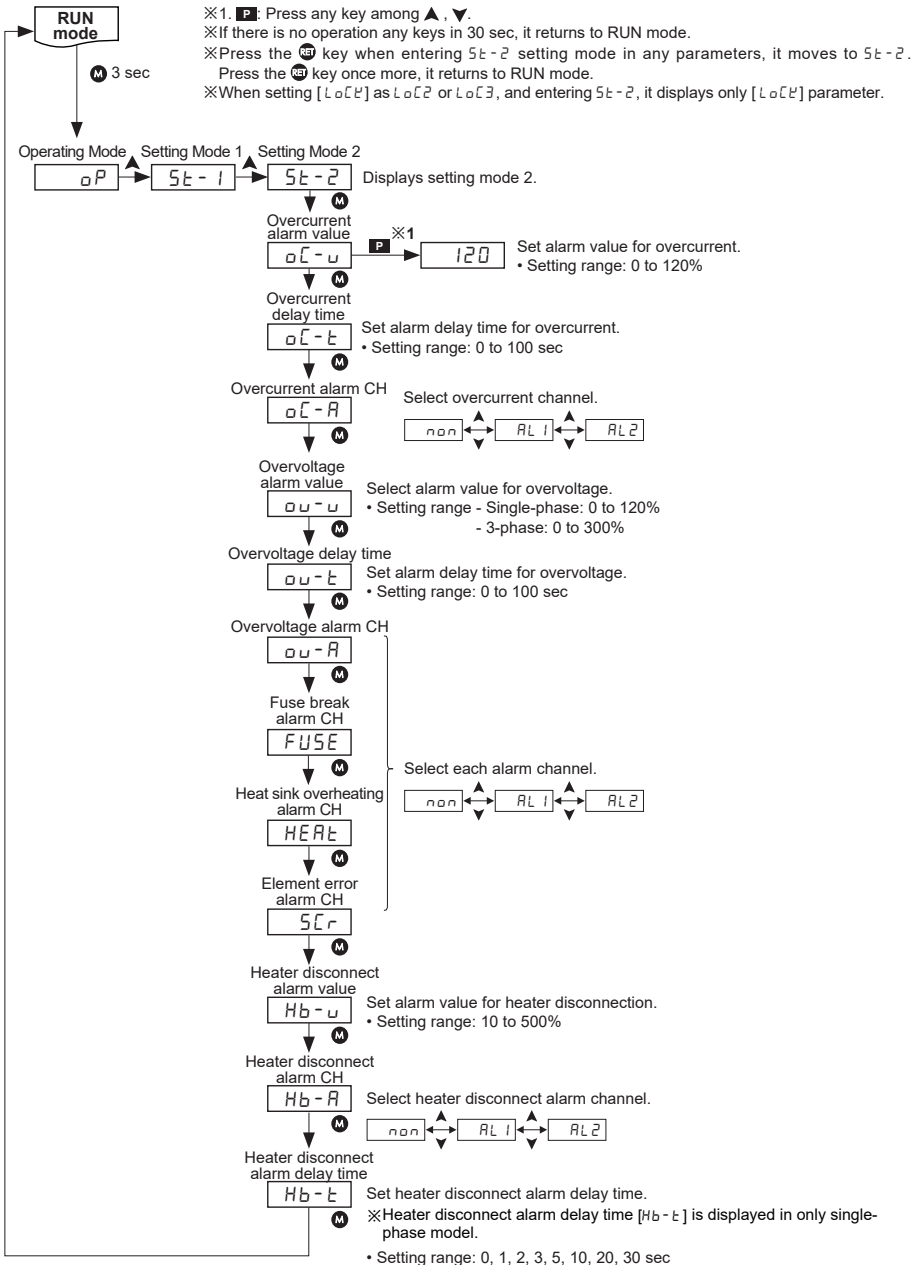 RUN
mode
※1. P : Press any key among ▲ , ▼.
※If there is no operation any keys in 30 sec, it returns to RUN mode.
※Press the RET key when entering St-2 setting mode in any parameters, it moves to St-2.
Press the RET key once more, it returns to RUN mode.
※When setting [LoCK] as LoC2 or LoC3, and entering St-2, it displays only [LoCK] parameter.
M 3 sec
Operating Mode ▲ Setting Mode 1 ▲ Setting Mode 2
oP St-1 St-2 Displays setting mode 2.
M
Overcurrent
alarm value
oC-v P ※1 120 Set alarm value for overcurrent.
• Setting range: 0 to 120%
M
Overcurrent
delay time
oC-t Set alarm delay time for overcurrent.
• Setting range: 0 to 100 sec
M
Overcurrent alarm CH
oC-A Select overcurrent channel.
non ▲▼ AL1 ▲▼ AL2
M
Overvoltage
alarm value
ov-v Select alarm value for overvoltage.
• Setting range - Single-phase: 0 to 120%
- 3-phase: 0 to 300%
M
Overvoltage delay time
ov-t Set alarm delay time for overvoltage.
• Setting range: 0 to 100 sec
M
Overvoltage alarm CH
ov-A
M
Fuse break
alarm CH
FUSE
M
Select each alarm channel.
non ▲▼ AL1 ▲▼ AL2
Heat sink overheating
alarm CH
HEAt
M
Element error
alarm CH
SCr
M
Heater disconnect
alarm value
Hb-v Set alarm value for heater disconnection.
• Setting range: 10 to 500%
M
Heater disconnect
alarm CH
Hb-A Select heater disconnect alarm channel.
M
non ▲▼ AL1 ▲▼ AL2
Heater disconnect
alarm delay time
Hb-t Set heater disconnect alarm delay time.
M
※Heater disconnect alarm delay time [Hb-t] is displayed in only single-
phase model.
• Setting range: 0, 1, 2, 3, 5, 10, 20, 30 sec